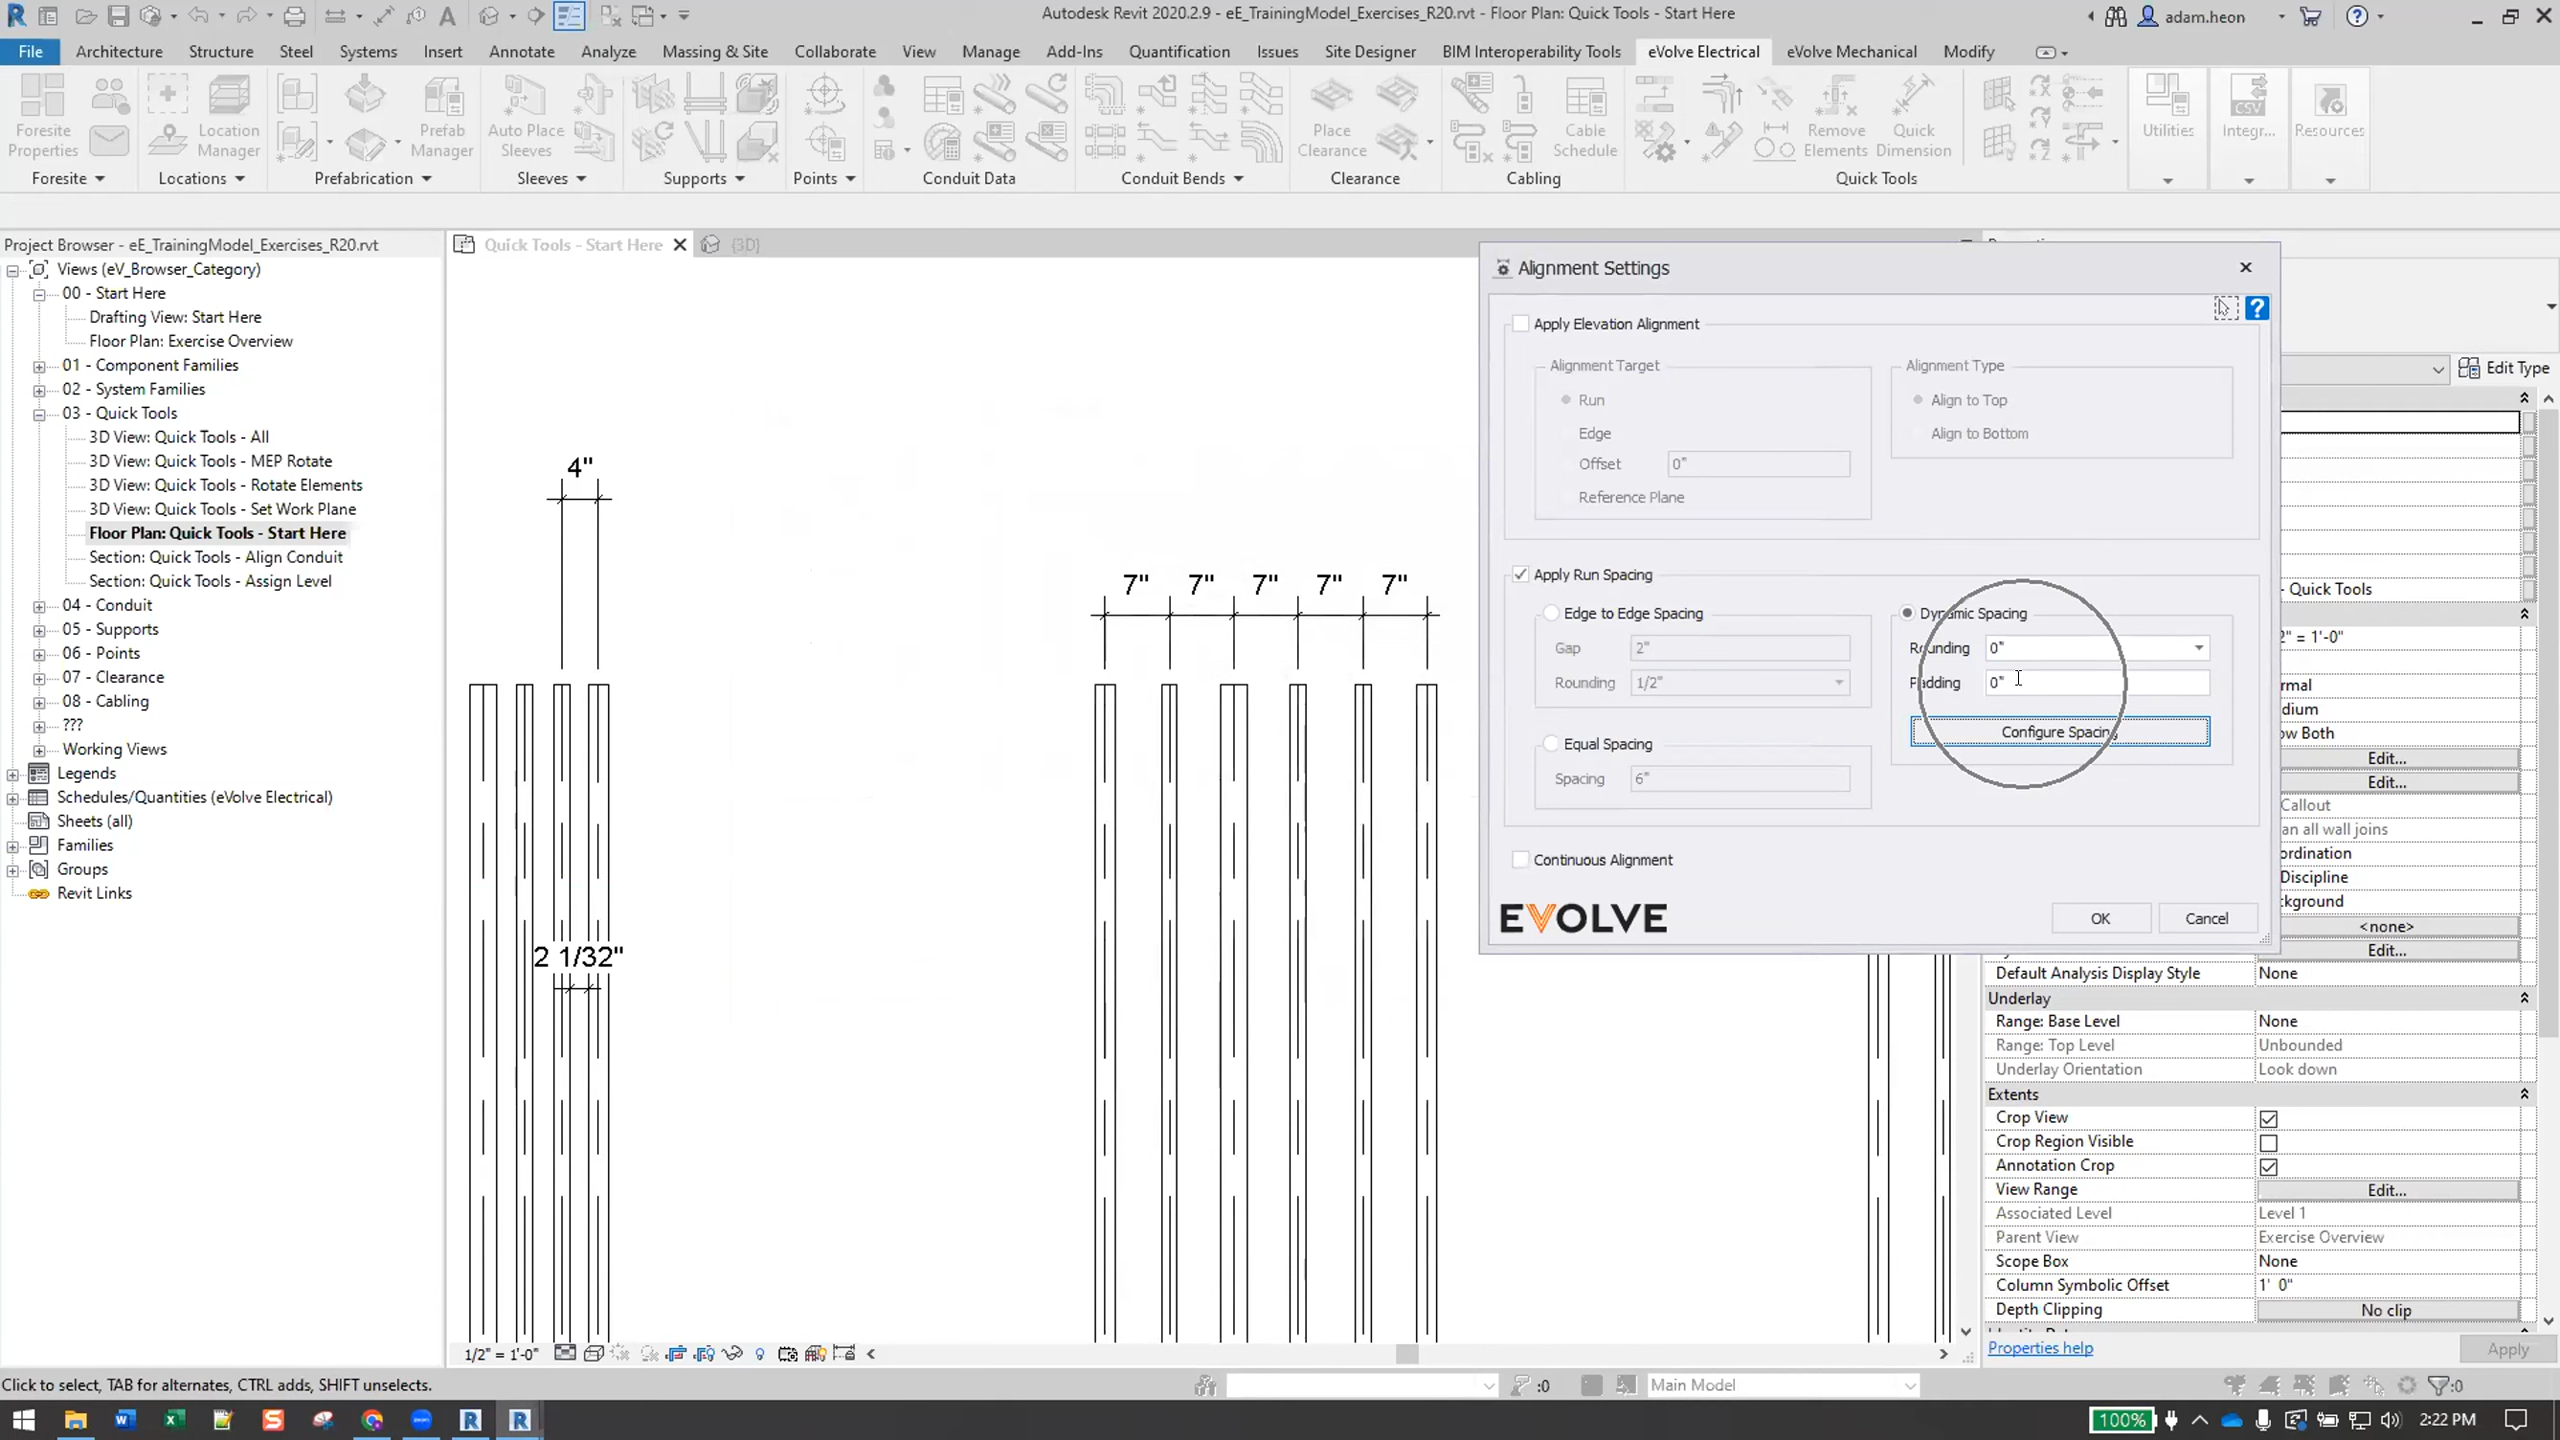 Autodesk Revit 2020.2.9 - eE_TrainingModel_Exercises_R20.rvt - Floor Plan: Quick Tools - Start Here
adam.heon
File Architecture Structure Steel Systems Insert Annotate Analyze Massing & Site Collaborate View Manage Add-Ins Quantification Issues Site Designer BIM Interoperability Tools eVolve Electrical eVolve Mechanical Modify
Foresite Properties
Location Manager
Prefab Manager
Auto Place Sleeves
Place Clearance
Cable Schedule
Remove Elements
Quick Dimension
Utilities
CSV
Integr...
Resources
Foresite Locations Prefabrication Sleeves Supports Points Conduit Data Conduit Bends Clearance Cabling Quick Tools
Project Browser - eE_TrainingModel_Exercises_R20.rvt
Views (eV_Browser_Category)
00 - Start Here
Drafting View: Start Here
Floor Plan: Exercise Overview
01 - Component Families
02 - System Families
03 - Quick Tools
3D View: Quick Tools - All
3D View: Quick Tools - MEP Rotate
3D View: Quick Tools - Rotate Elements
3D View: Quick Tools - Set Work Plane
Floor Plan: Quick Tools - Start Here
Section: Quick Tools - Align Conduit
Section: Quick Tools - Assign Level
04 - Conduit
05 - Supports
06 - Points
07 - Clearance
08 - Cabling
???
Working Views
Legends
Schedules/Quantities (eVolve Electrical)
Sheets (all)
Families
Groups
Revit Links
Quick Tools - Start Here
{3D}
4"
7" 7" 7" 7" 7"
2 1/32"
Alignment Settings
?
Apply Elevation Alignment
Alignment Target
Run
Edge
Offset 0"
Reference Plane
Alignment Type
Align to Top
Align to Bottom
Apply Run Spacing
Edge to Edge Spacing
Gap 2"
Rounding 1/2"
Equal Spacing
Spacing 6"
Dynamic Spacing
Rounding 0"
Padding 0"
Configure Spacing
Continuous Alignment
EVOLVE
OK
Cancel
Edit Type
- Quick Tools
2" = 1'-0"
rmal
dium
ow Both
Edit...
Edit...
Callout
an all wall joins
ordination
Discipline
kground
<none>
Edit...
Default Analysis Display Style None
Underlay
Range: Base Level None
Range: Top Level Unbounded
Underlay Orientation Look down
Extents
Crop View
Crop Region Visible
Annotation Crop
View Range Edit...
Associated Level Level 1
Parent View Exercise Overview
Scope Box None
Column Symbolic Offset 1' 0"
Depth Clipping No clip
Properties help
Apply
1/2" = 1'-0"
Click to select, TAB for alternates, CTRL adds, SHIFT unselects.
:0
Main Model
:0
100%
2:22 PM